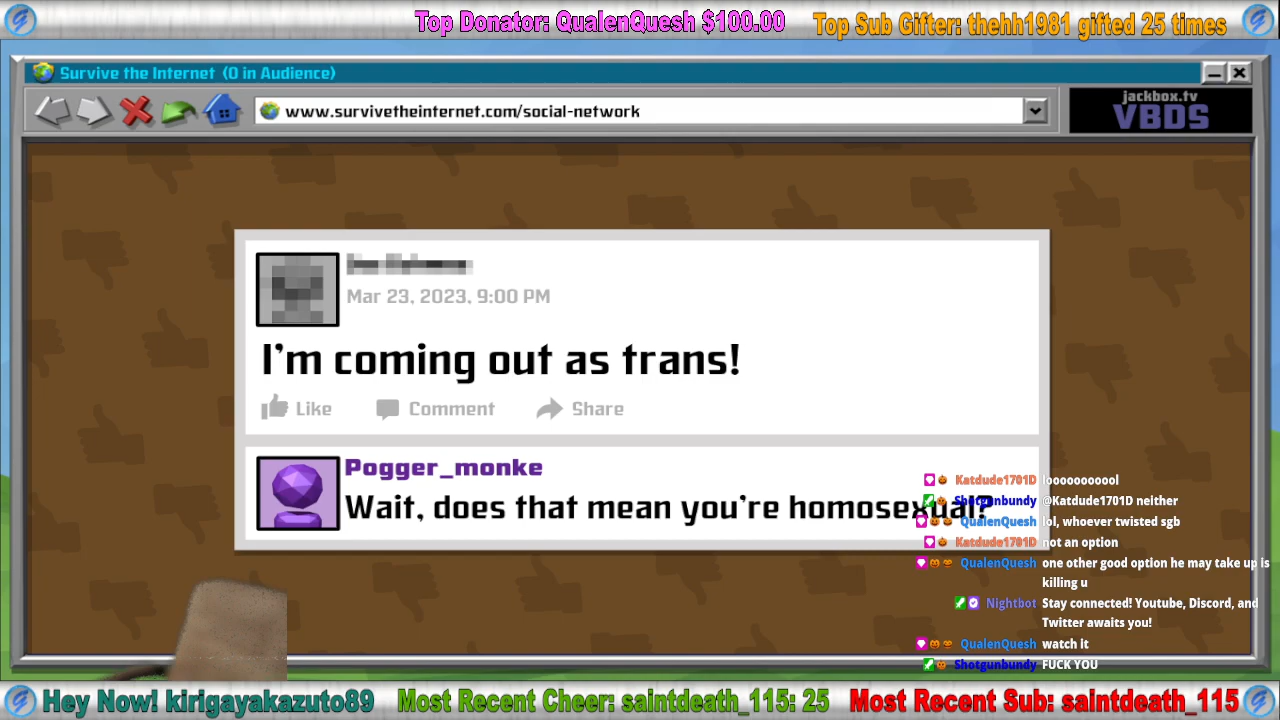 Top Donator: QualenQuesh $100.00
Top Sub Gifter: thehh1981 gifted 25 times
Survive the Internet (0 in Audience)
www.survivetheinternet.com/social-network
jackbox.tv
VBDS
Mar 23, 2023, 9:00 PM
I'm coming out as trans!
Like Comment Share
Pogger_monke
Wait, does that mean you're homosexual?
Katdude1701D looooooooool
Shotgunbundy @Katdude1701D neither
QualenQuesh lol, whoever twisted sgb
Katdude1701D not an option
QualenQuesh one other good option he may take up is
killing u
Nightbot Stay connected! Youtube, Discord, and
Twitter awaits you!
QualenQuesh watch it
Shotgunbundy FUCK YOU
Hey Now! kirigayakazuto89
Most Recent Cheer: saintdeath_115: 25
Most Recent Sub: saintdeath_115